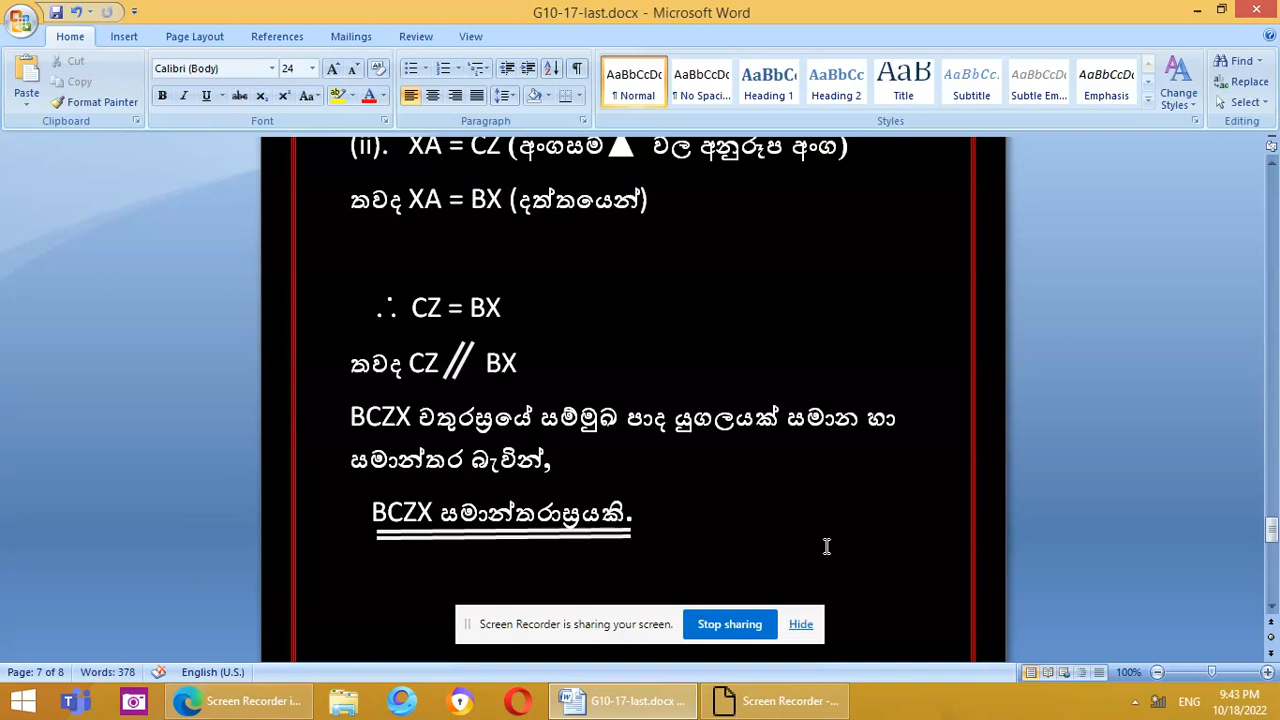 G10-17-last.docx - Microsoft Word
Home Insert Page Layout References Mailings Review View
Paste
Cut
Copy
Format Painter
Clipboard
Calibri (Body) 24
Font
Paragraph
AaBbCcDc AaBbCcDc AaBbC AaBbCc AaB AaBbCc. AaBbCcDc AaBbCcDc
¶ Normal ¶ No Spaci... Heading 1 Heading 2 Title Subtitle Subtle Em... Emphasis
Change Styles
Styles
Find
Replace
Select
Editing
(ii). XA = CZ (අංගසම ▲ වල අනුරූප අංග)
තවද XA = BX (දත්තයෙන්)
∴ CZ = BX
තවද CZ // BX
BCZX චතුරස්‍රයේ සම්මුඛ පාද යුගලයක් සමාන හා
සමාන්තර බැවින්,
BCZX සමාන්තරාස්‍රයකි.
Screen Recorder is sharing your screen. Stop sharing Hide
Page: 7 of 8 Words: 378 English (U.S.) 100%
Screen Recorder i... G10-17-last.docx ... Screen Recorder -... ENG
9:43 PM
10/18/2022